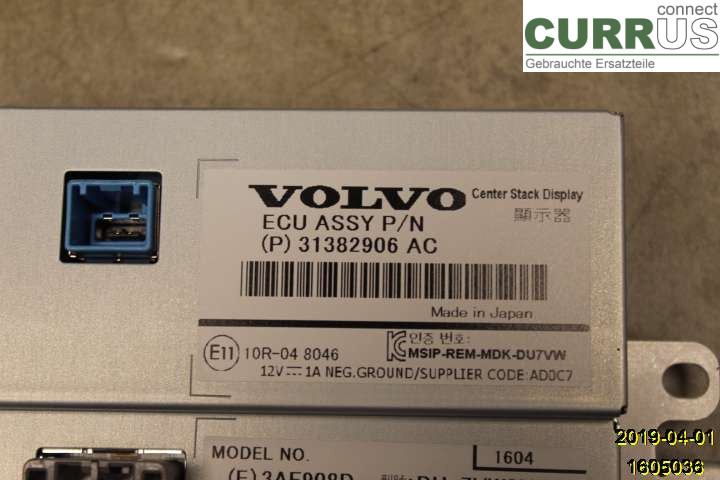 connect
CURRUS
Gebrauchte Ersatzteile
VOLVO
Center Stack Display
顯示器
ECU ASSY P/N
(P) 31382906 AC
Made in Japan
E11 10R-04 8046
인증 번호:
MSIP-REM-MDK-DU7VW
12V⎓1A NEG.GROUND/SUPPLIER CODE:AD0C7
MODEL NO.
1604
2019-04-01
1605036